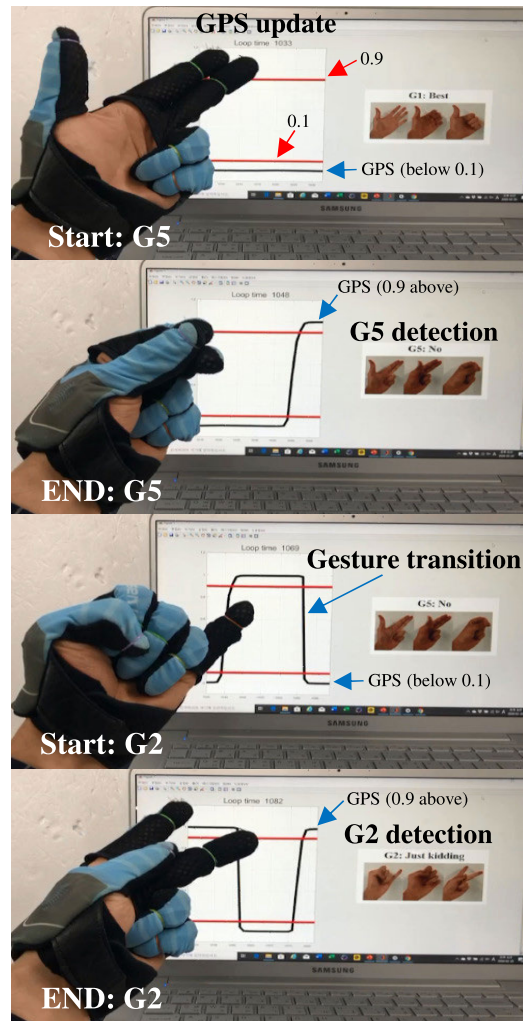 GPS update
Loop time 1033
0.9
G1: Best
0.1
GPS (below 0.1)
SAMSUNG
Start: G5
GPS (0.9 above)
Loop time 1048
G5 detection
G5: No
SAMSUNG
END: G5
Loop time 1069
Gesture transition
G5: No
GPS (below 0.1)
SAMSUNG
Start: G2
GPS (0.9 above)
Loop time 1082
G2 detection
G2: Just kidding
SAMSUNG
END: G2